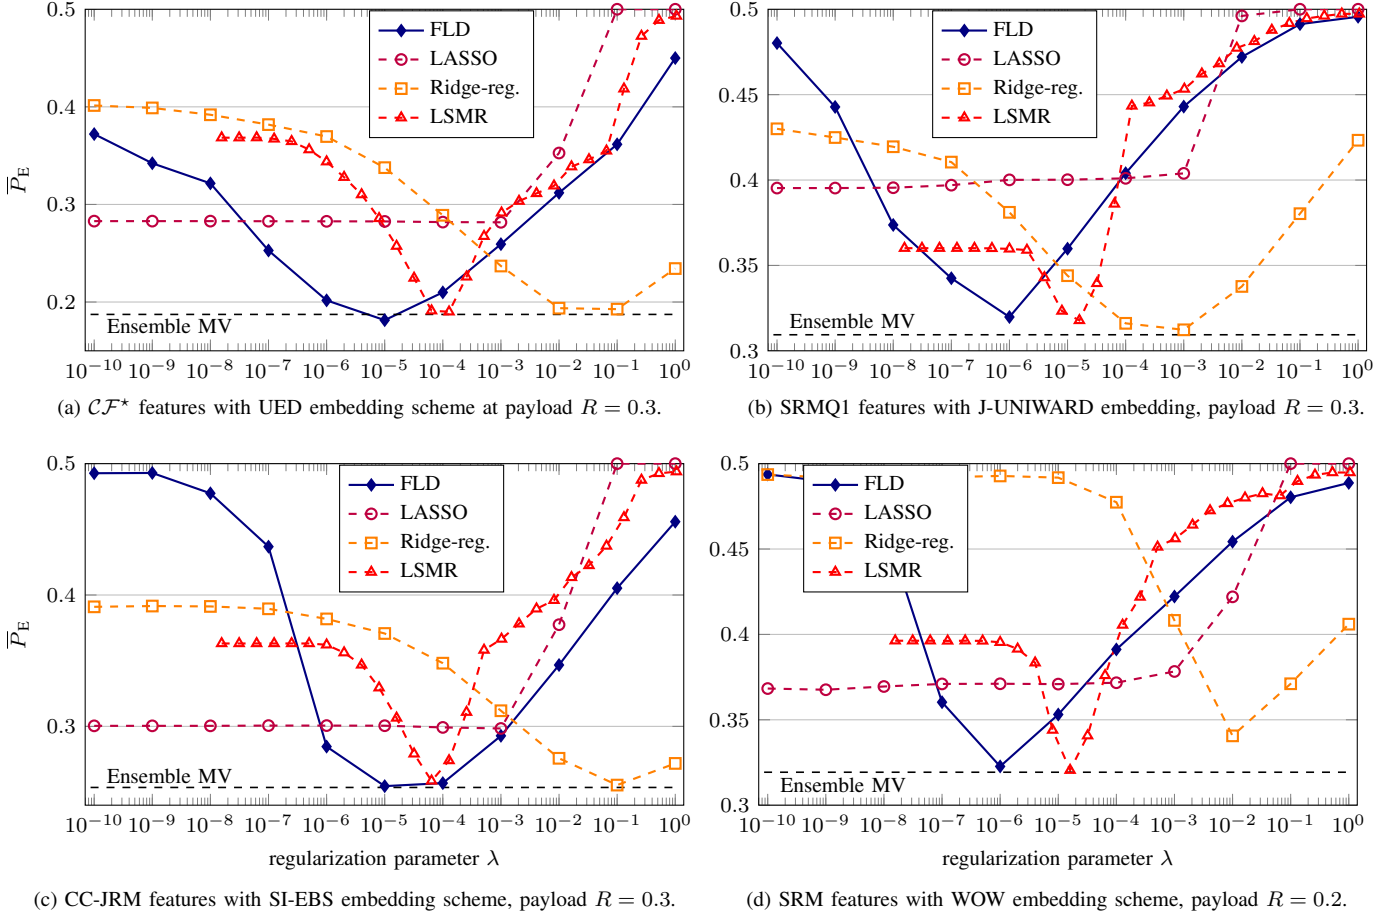 0.5
0.4
0.3
0.2
P̅_E
FLD
LASSO
Ridge-reg.
LSMR
Ensemble MV
10⁻¹⁰ 10⁻⁹ 10⁻⁸ 10⁻⁷ 10⁻⁶ 10⁻⁵ 10⁻⁴ 10⁻³ 10⁻² 10⁻¹ 10⁰
(a) 𝒞ℱ* features with UED embedding scheme at payload R = 0.3.
0.5
0.45
0.4
0.35
0.3
FLD
LASSO
Ridge-reg.
LSMR
Ensemble MV
10⁻¹⁰ 10⁻⁹ 10⁻⁸ 10⁻⁷ 10⁻⁶ 10⁻⁵ 10⁻⁴ 10⁻³ 10⁻² 10⁻¹ 10⁰
(b) SRMQ1 features with J-UNIWARD embedding, payload R = 0.3.
0.5
0.4
0.3
P̅_E
FLD
LASSO
Ridge-reg.
LSMR
Ensemble MV
10⁻¹⁰ 10⁻⁹ 10⁻⁸ 10⁻⁷ 10⁻⁶ 10⁻⁵ 10⁻⁴ 10⁻³ 10⁻² 10⁻¹ 10⁰
regularization parameter λ
(c) CC-JRM features with SI-EBS embedding scheme, payload R = 0.3.
0.5
0.45
0.4
0.35
0.3
FLD
LASSO
Ridge-reg.
LSMR
Ensemble MV
10⁻¹⁰ 10⁻⁹ 10⁻⁸ 10⁻⁷ 10⁻⁶ 10⁻⁵ 10⁻⁴ 10⁻³ 10⁻² 10⁻¹ 10⁰
regularization parameter λ
(d) SRM features with WOW embedding scheme, payload R = 0.2.